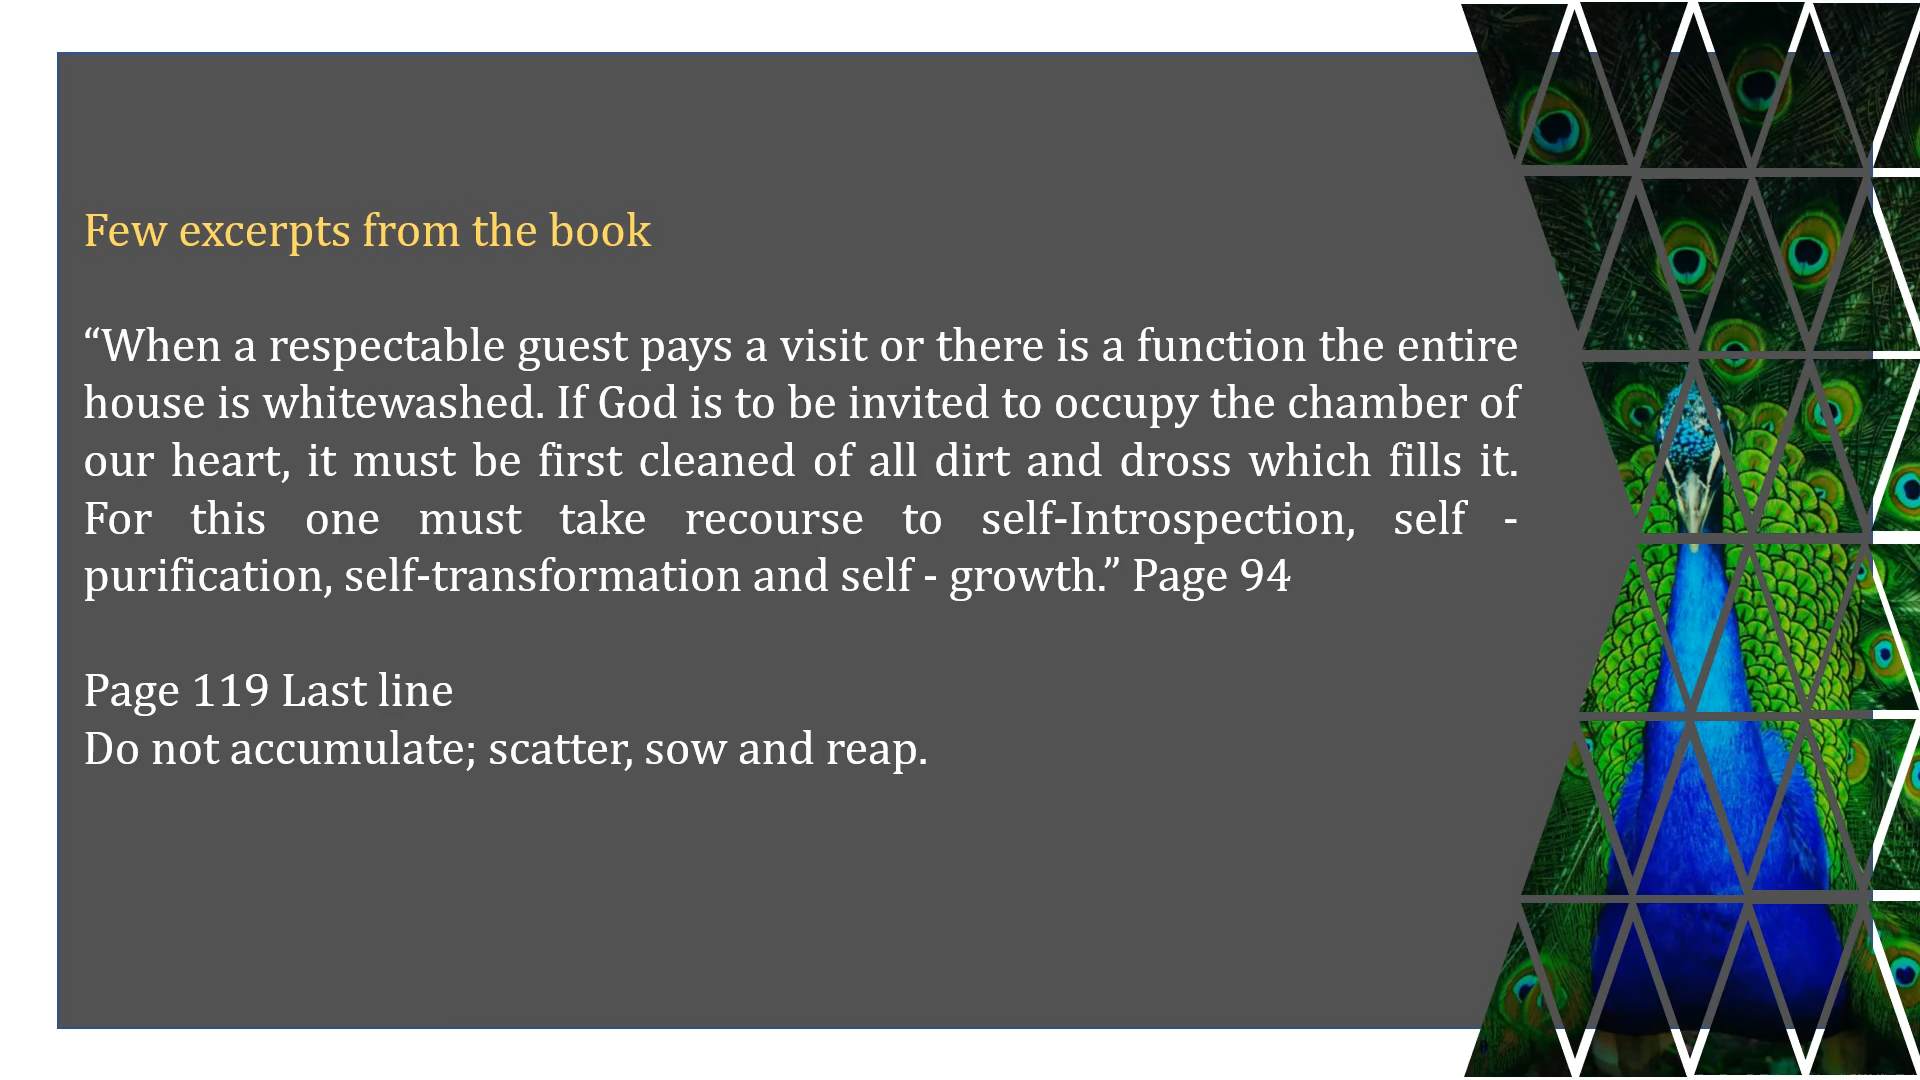 Few excerpts from the book
“When a respectable guest pays a visit or there is a function the entire
house is whitewashed. If God is to be invited to occupy the chamber of
our heart, it must be first cleaned of all dirt and dross which fills it.
For this one must take recourse to self-Introspection, self -
purification, self-transformation and self - growth.” Page 94
Page 119 Last line
Do not accumulate; scatter, sow and reap.